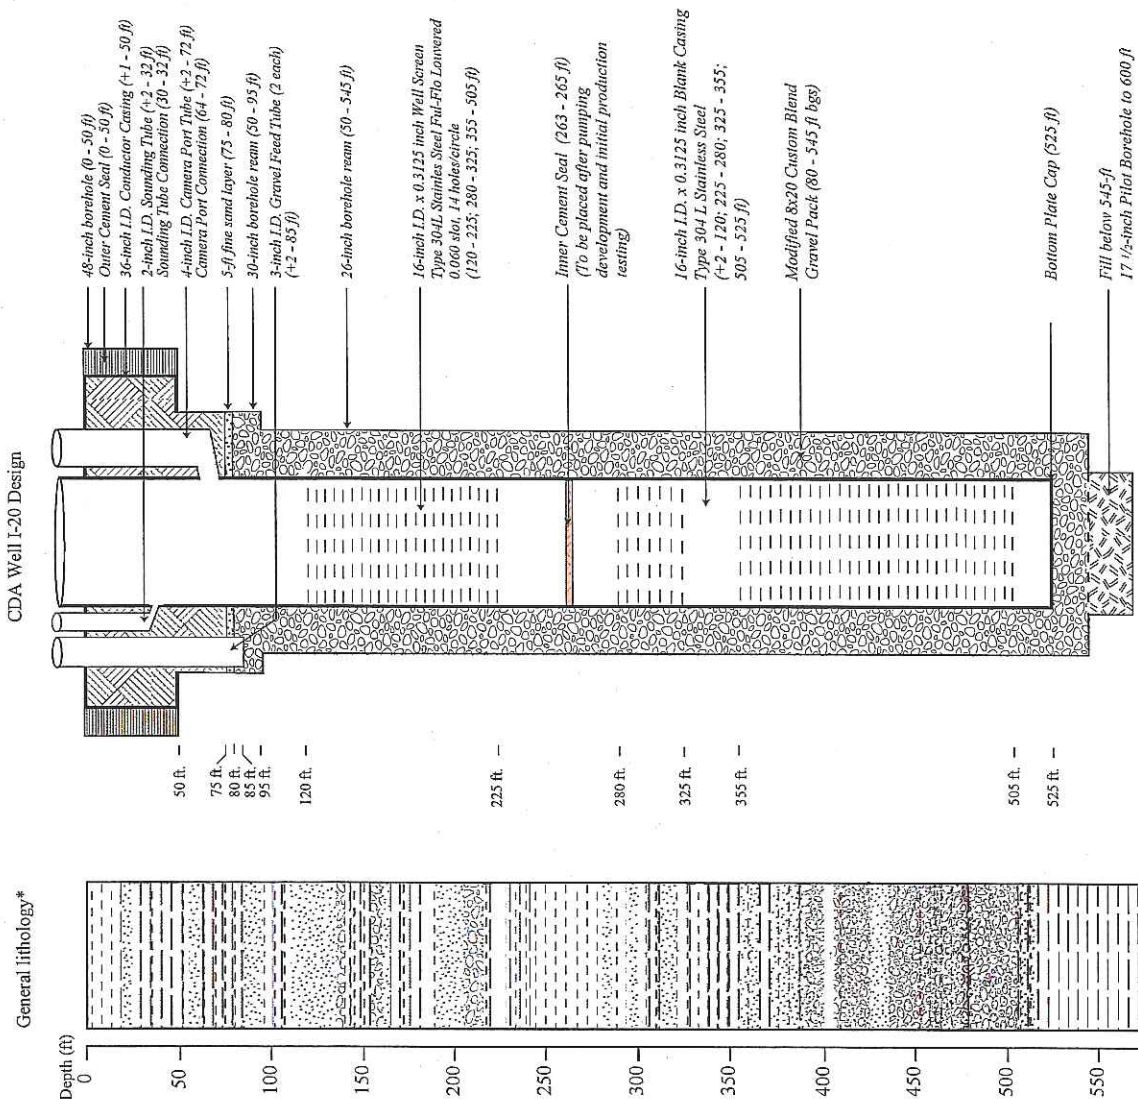 CDA Well I-20 Design
48-inch borehole (0 - 50 ft)
Outer Cement Seal (0 - 50 ft)
36-inch I.D. Conductor Casing (+1 - 50 ft)
2-inch I.D. Sounding Tube (+2 - 32 ft)
Sounding Tube Connection (30 - 32 ft)
4-inch I.D. Camera Port Tube (+2 - 72 ft)
Camera Port Connection (64 - 72 ft)
5-ft fine sand layer (75 - 80 ft)
30-inch borehole ream (50 - 95 ft)
3-inch I.D. Gravel Feed Tube (2 each)
(+2 - 85 ft)
26-inch borehole ream (50 - 545 ft)
16-inch I.D. x 0.3125 inch Well Screen
Type 304L Stainles Steel Ful-Flo Louvered
0.060 slot, 14 holes/circle
(120 - 225; 280 - 325; 355 - 505 ft)
Inner Cement Seal (263 - 265 ft)
(To be placed after pumping
development and initial production
testing)
16-inch I.D. x 0.3125 inch Blank Casing
Type 304 L Stainless Steel
(+2 - 120; 225 - 280; 325 - 355;
505 - 525 ft)
Modified 8x20 Custom Blend
Gravel Pack (80 - 545 ft bgs)
Bottom Plate Cap (525 ft)
Fill below 545-ft
17 1/2-inch Pilot Borehole to 600 ft
50 ft.
75 ft.
80 ft.
85 ft.
95 ft.
120 ft.
225 ft.
280 ft.
325 ft.
355 ft.
505 ft.
525 ft.
General lithology*
Depth (ft)
0
50
100
150
200
250
300
350
400
450
500
550